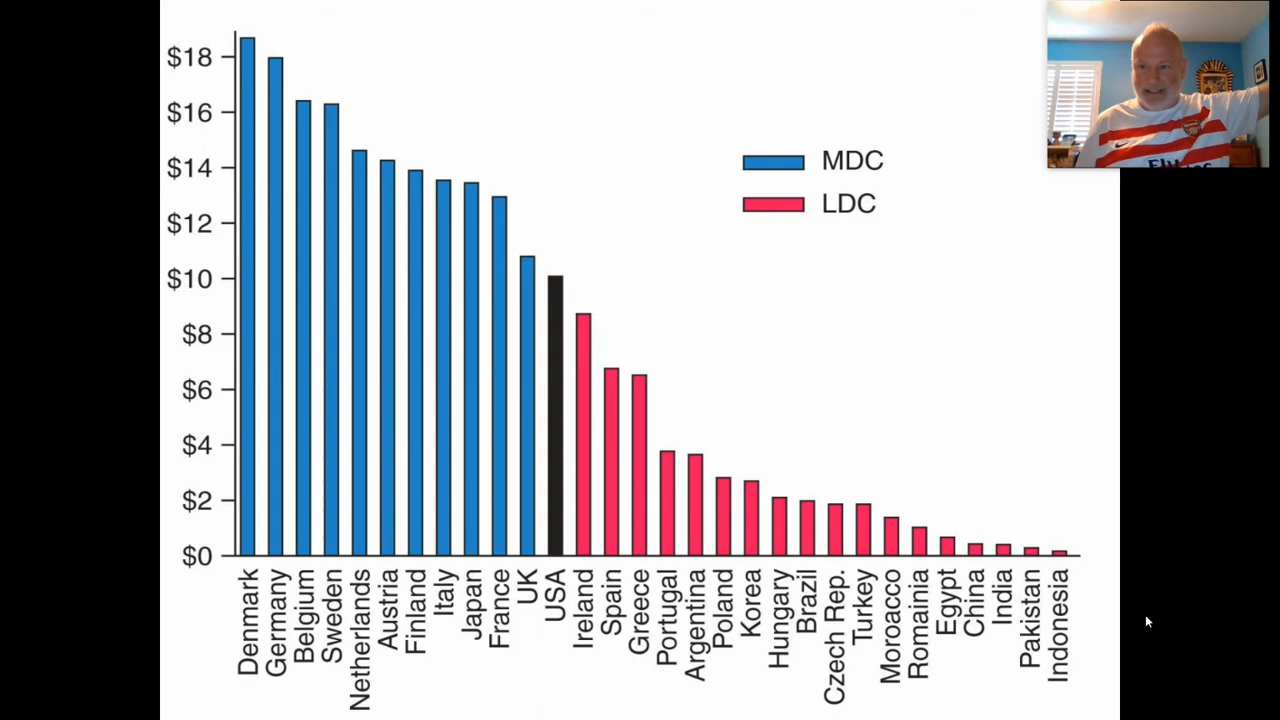 $18
$16
$14
$12
$10
$8
$6
$4
$2
$0
MDC
LDC
Denmark
Germany
Belgium
Sweden
Netherlands
Austria
Finland
Italy
Japan
France
UK
USA
Ireland
Spain
Greece
Portugal
Argentina
Poland
Korea
Hungary
Brazil
Czech Rep.
Turkey
Moroacco
Romainia
Egypt
China
India
Pakistan
Indonesia